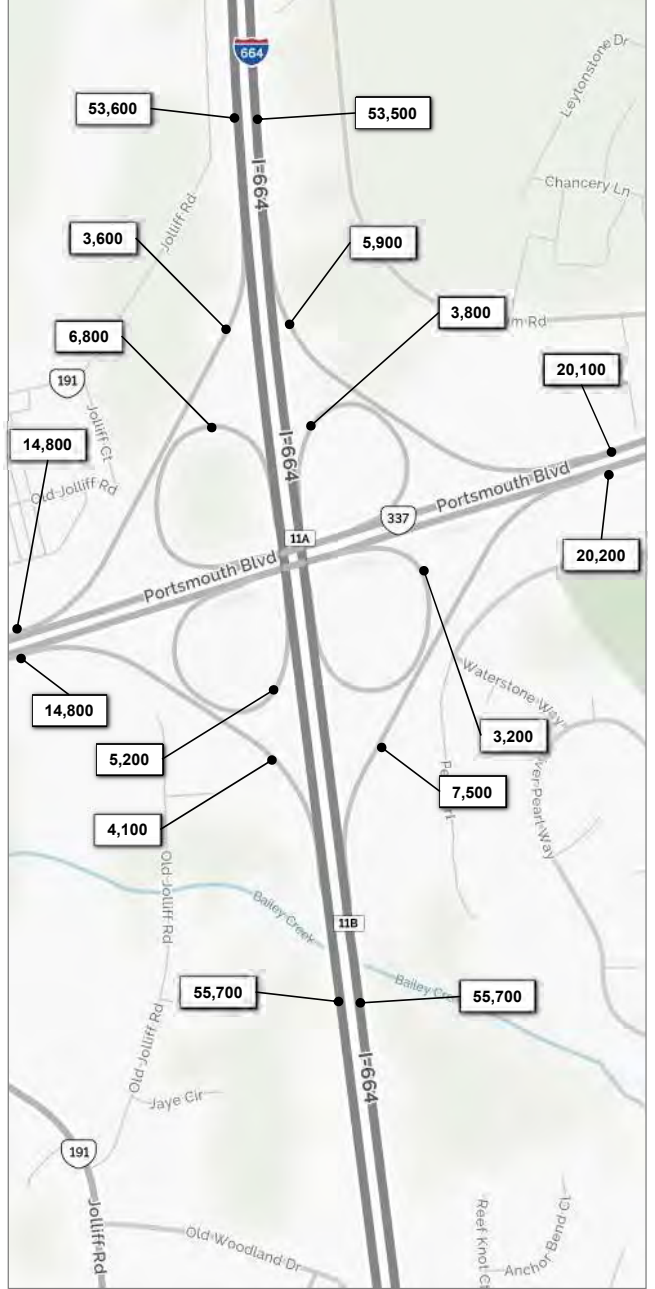 664
Leytonstone Dr
53,600
53,500
I-664
Chancery Ln
Jolliff Rd
3,600
5,900
3,800
m Rd
6,800
20,100
191
Jolliff Ct
14,800
I-664
Portsmouth Blvd
Old Jolliff Rd
337
11A
20,200
Portsmouth Blvd
Waterstone Way
14,800
3,200
5,200
7,500
4,100
Old Jolliff Rd
Bailey Creek
11B
Bailey
55,700
55,700
Old Jolliff Rd
I-664
Jaye Cir
191
Jolliff Rd
Old Woodland Dr
Reef Knot Ct
Anchor Bend Ct